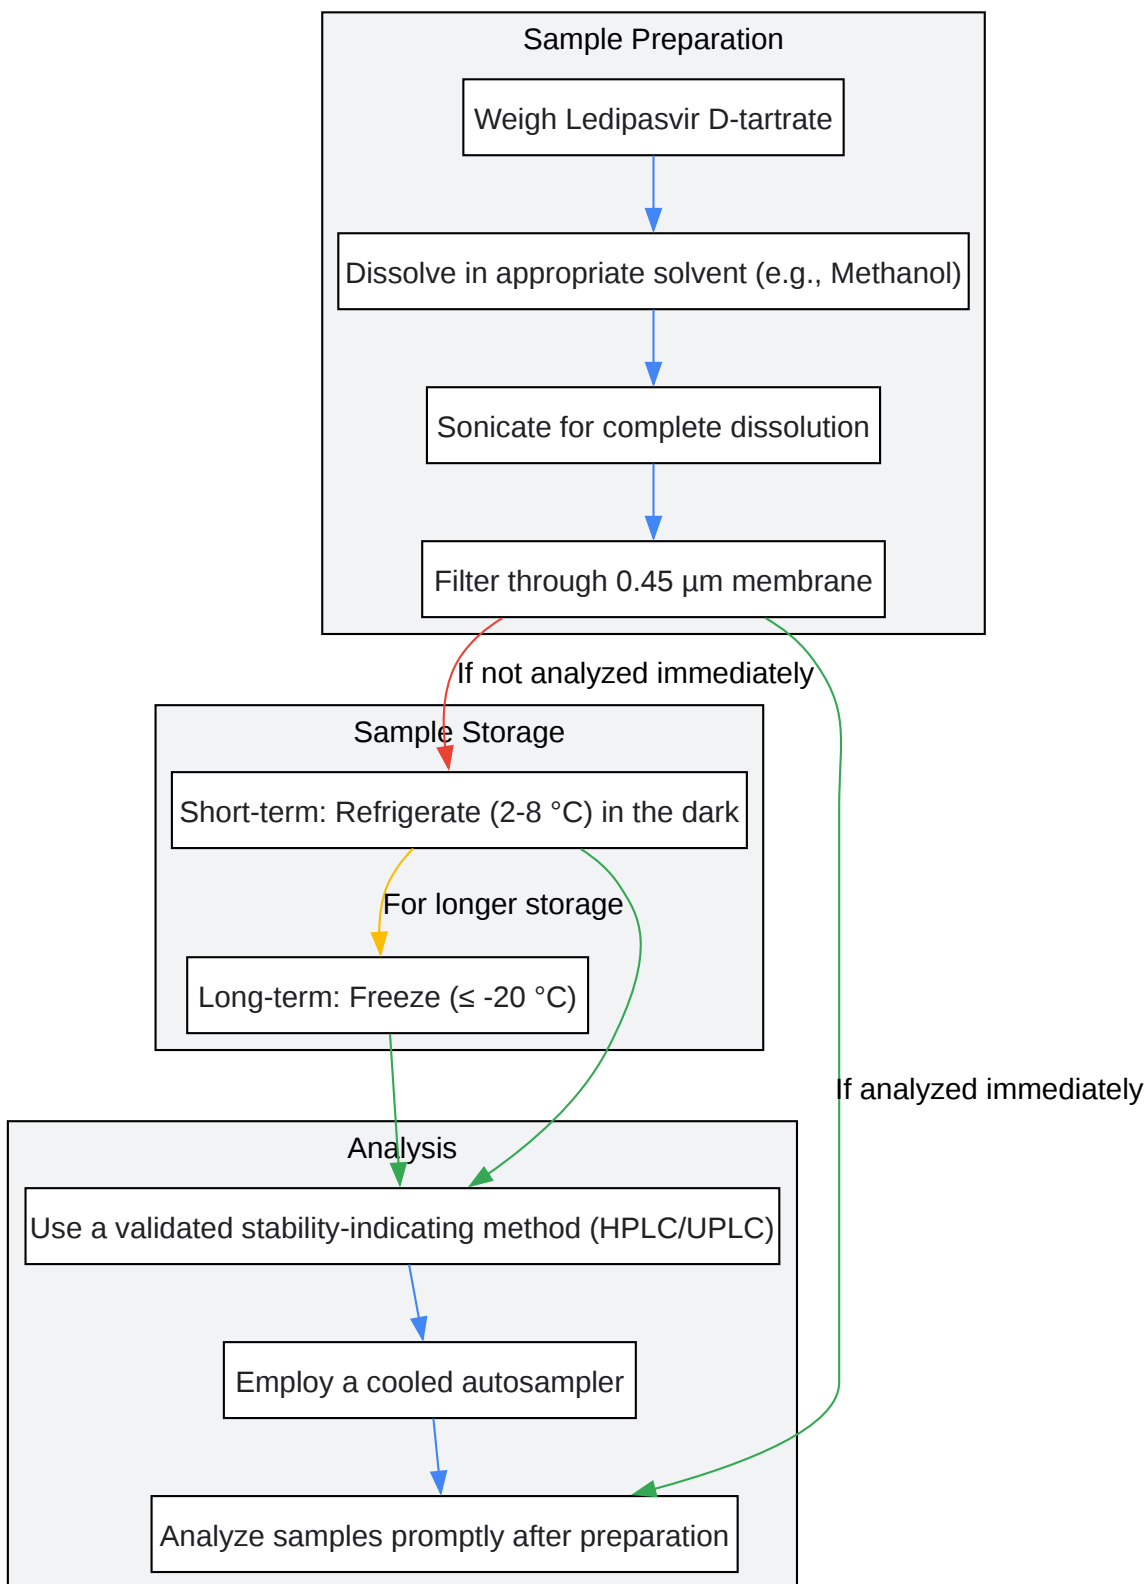 Sample Preparation
Weigh Ledipasvir D-tartrate
Dissolve in appropriate solvent (e.g., Methanol)
Sonicate for complete dissolution
Filter through 0.45 µm membrane
If not analyzed immediately
Sample Storage
Short-term: Refrigerate (2-8 °C) in the dark
For longer storage
Long-term: Freeze (≤ -20 °C)
If analyzed immediately
Analysis
Use a validated stability-indicating method (HPLC/UPLC)
Employ a cooled autosampler
Analyze samples promptly after preparation